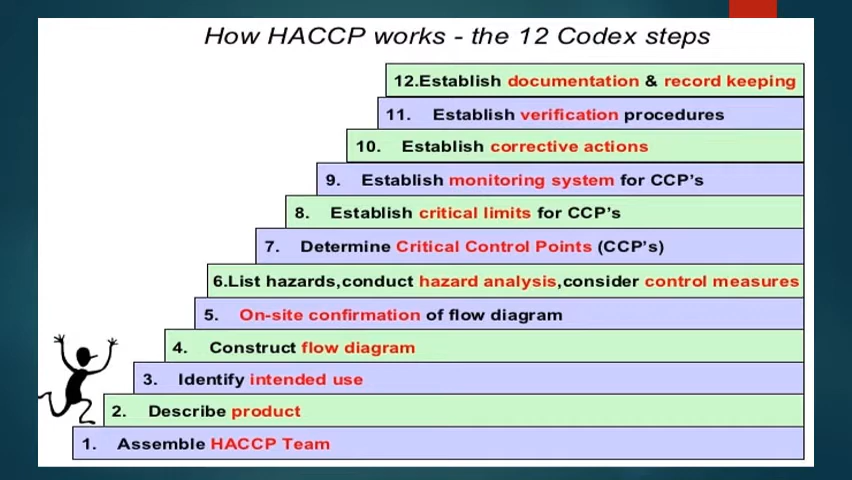 How HACCP works - the 12 Codex steps
12.Establish documentation & record keeping
11. Establish verification procedures
10. Establish corrective actions
9. Establish monitoring system for CCP's
8. Establish critical limits for CCP's
7. Determine Critical Control Points (CCP's)
6.List hazards,conduct hazard analysis,consider control measures
5. On-site confirmation of flow diagram
4. Construct flow diagram
3. Identify intended use
2. Describe product
1. Assemble HACCP Team